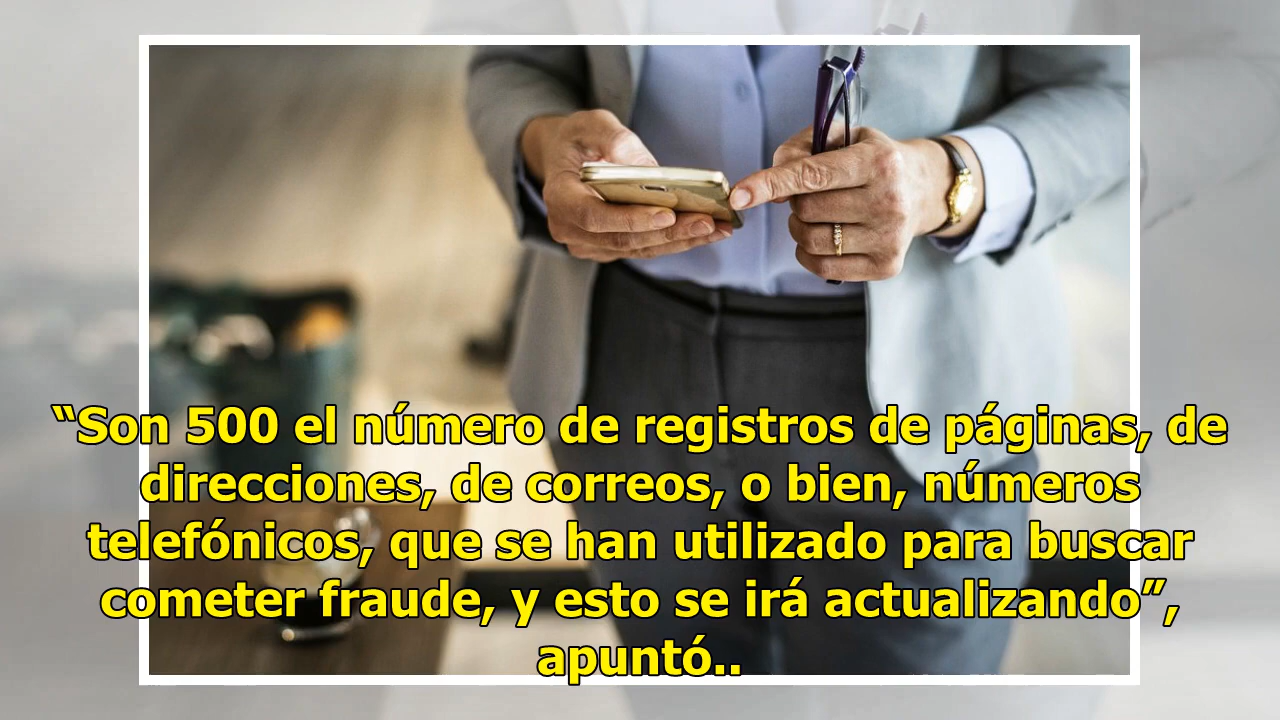 “Son 500 el número de registros de páginas, de
direcciones, de correos, o bien, números
telefónicos, que se han utilizado para buscar
cometer fraude, y esto se irá actualizando”,
apuntó..